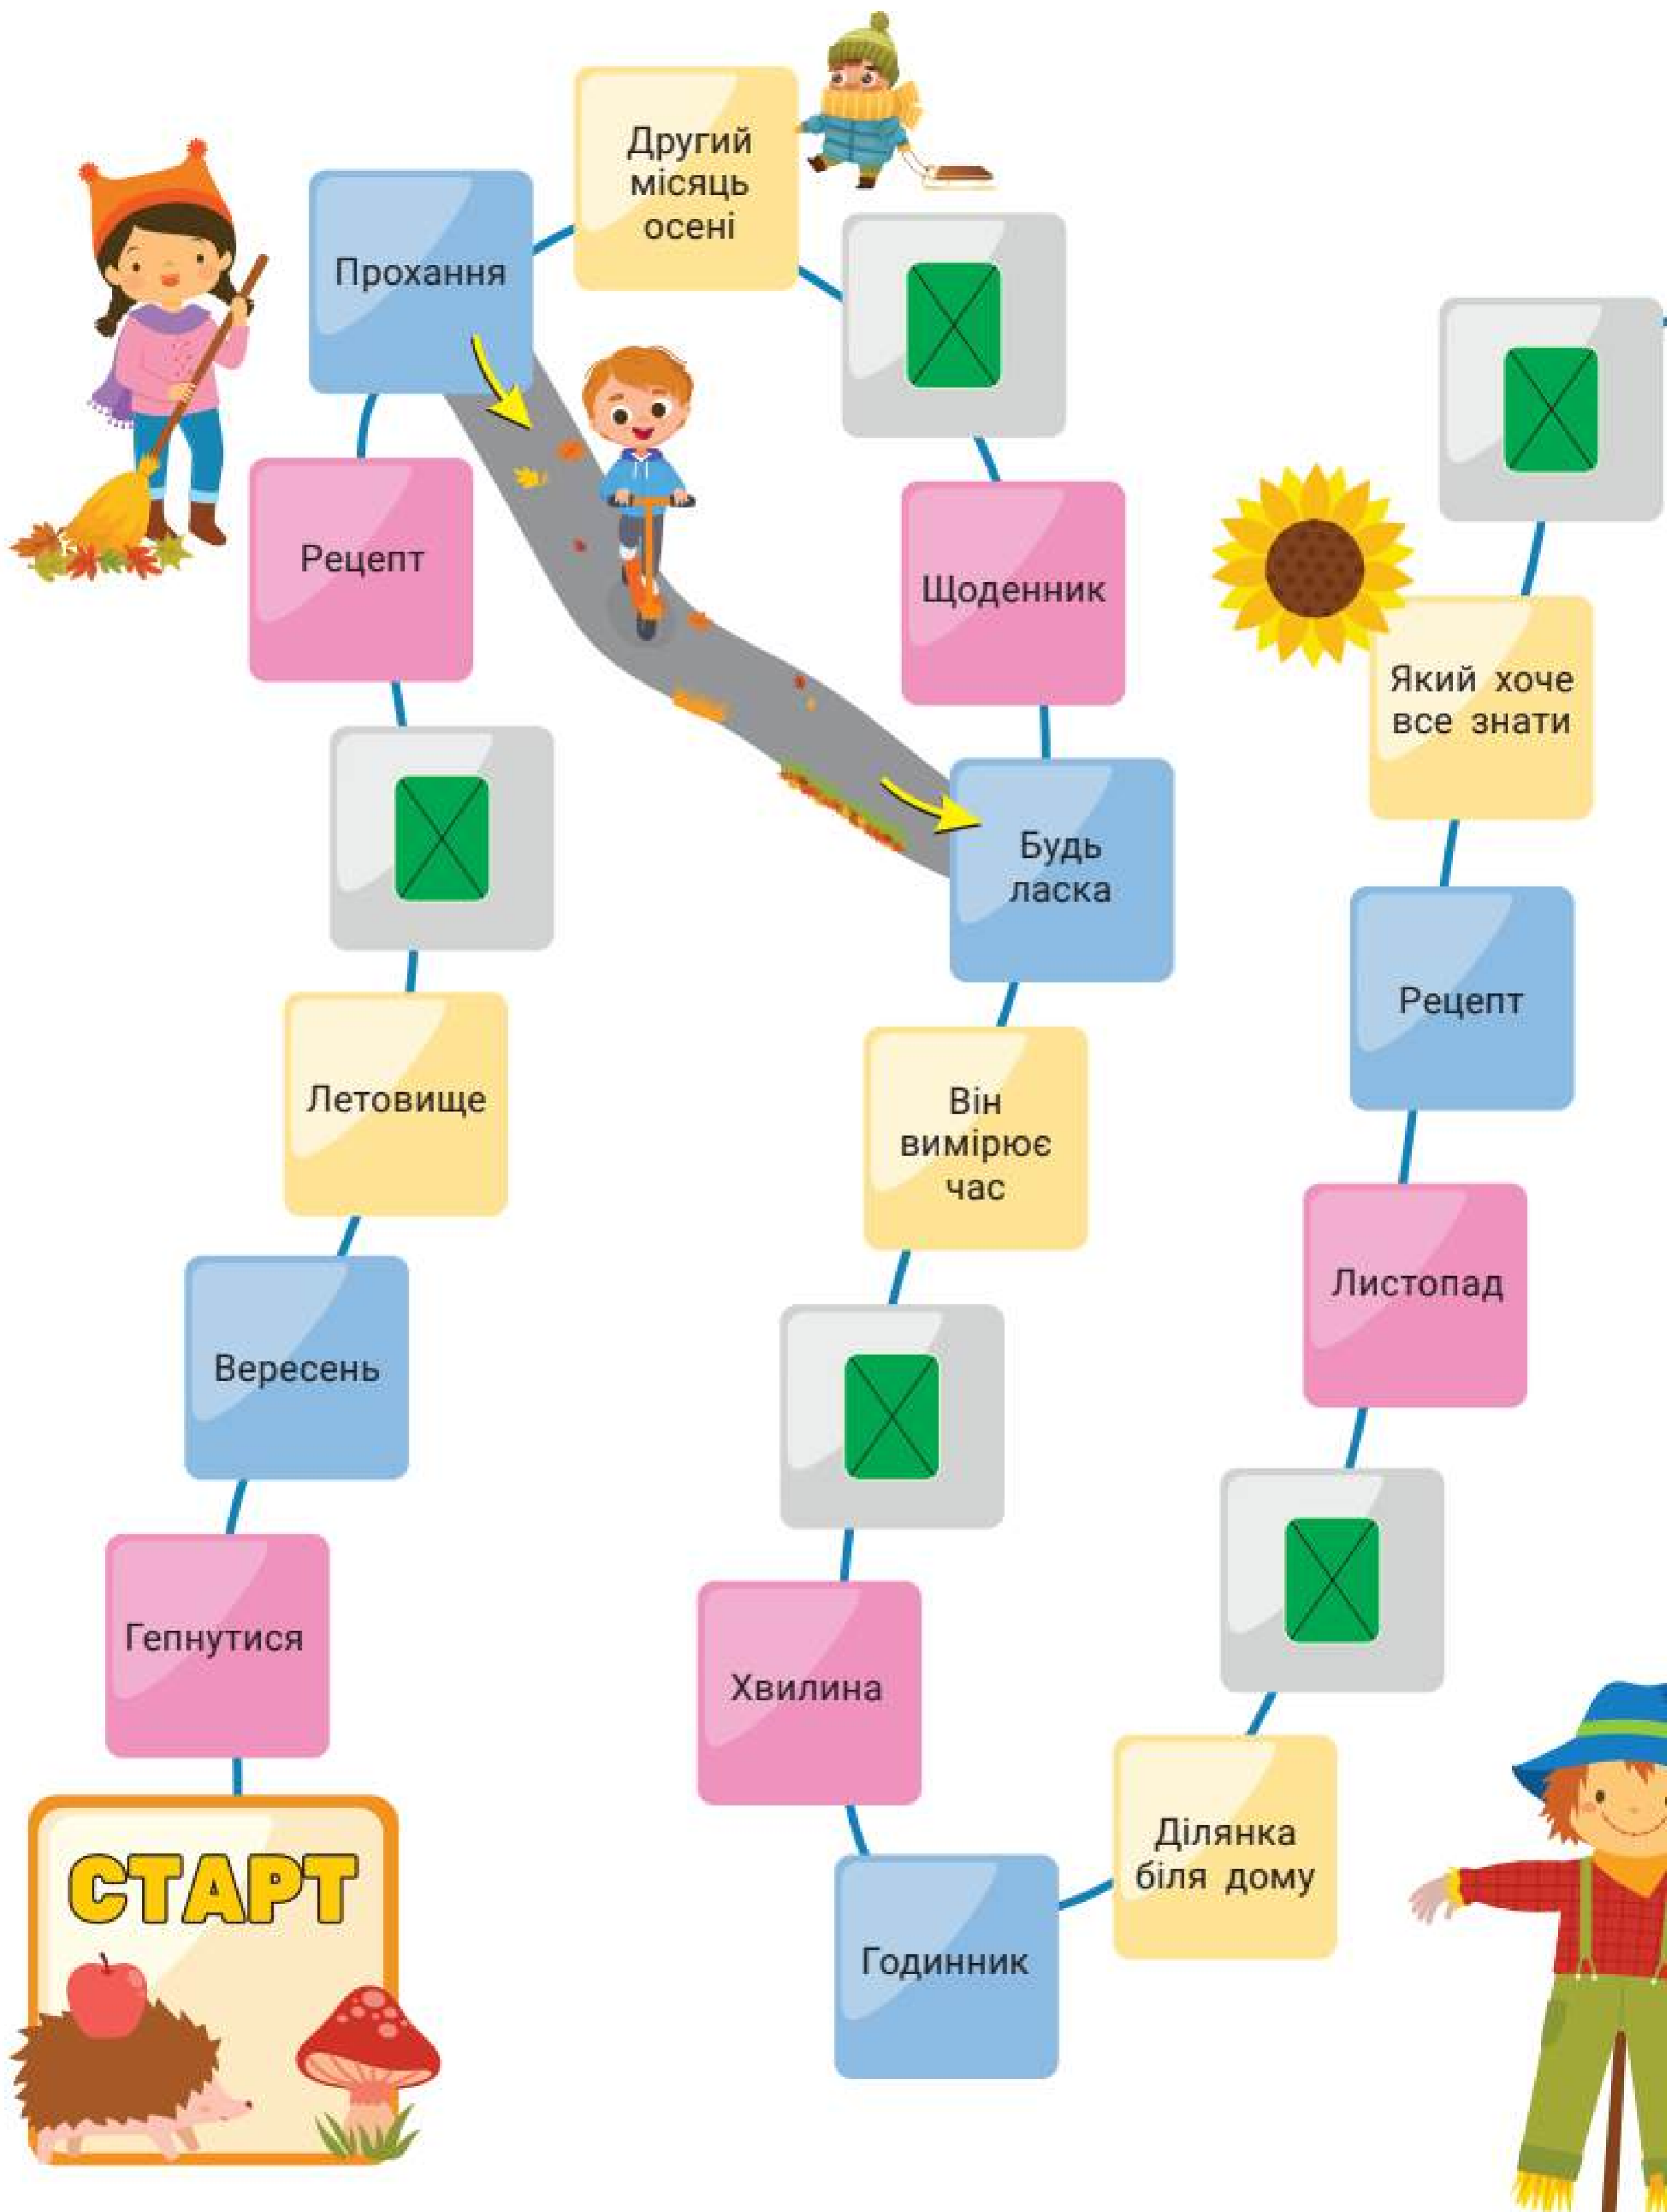 Другий
місяць
осені
Прохання
Рецепт
Щоденник
Який хоче
все знати
Будь
ласка
Рецепт
Летовище
Він
вимірює
час
Листопад
Вересень
Гепнутися
Хвилина
Ділянка
біля дому
СТАРТ
Годинник